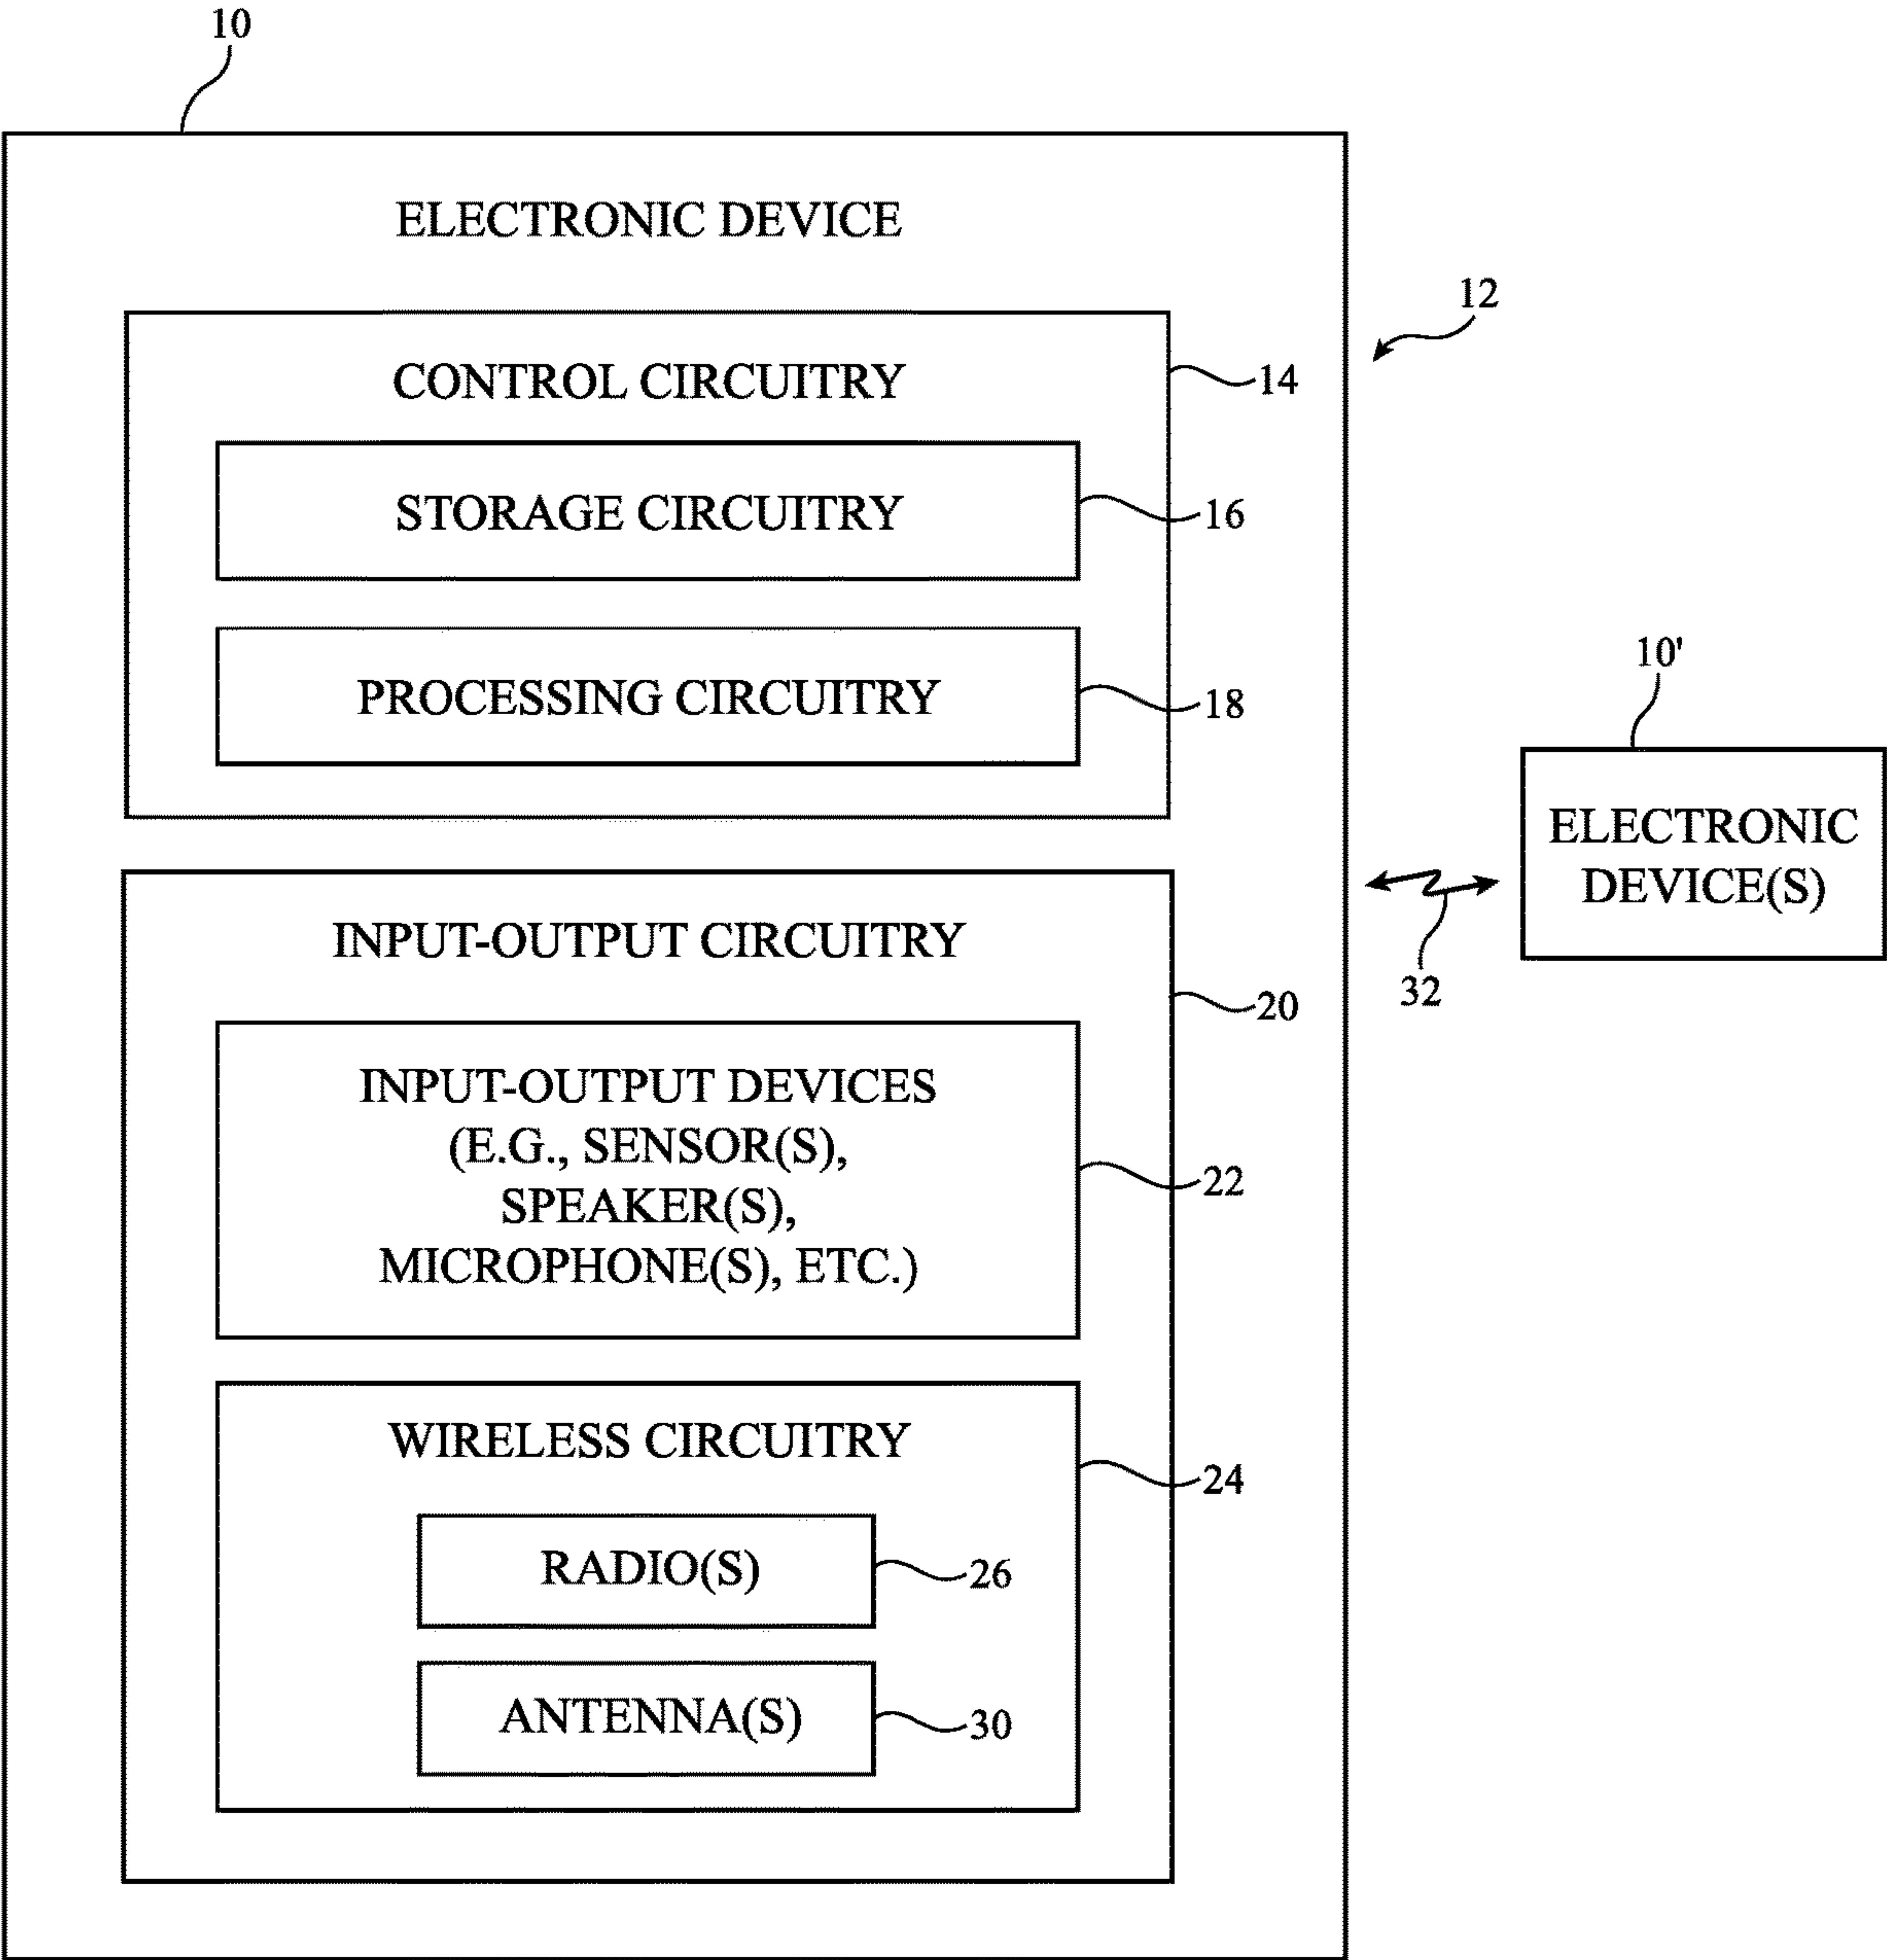 10
ELECTRONIC DEVICE
12
CONTROL CIRCUITRY
14
STORAGE CIRCUITRY
16
PROCESSING CIRCUITRY
18
10'
ELECTRONIC
DEVICE(S)
32
INPUT-OUTPUT CIRCUITRY
20
INPUT-OUTPUT DEVICES
(E.G., SENSOR(S),
SPEAKER(S),
MICROPHONE(S), ETC.)
22
WIRELESS CIRCUITRY
24
RADIO(S)
26
ANTENNA(S)
30